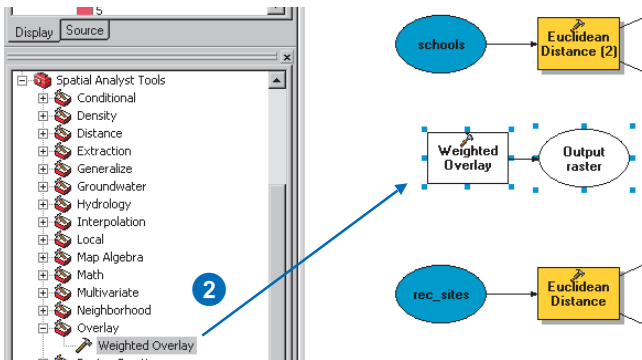 5
Display
Source
Spatial Analyst Tools
Conditional
Density
Distance
Extraction
Generalize
Groundwater
Hydrology
Interpolation
Local
Map Algebra
Math
Multivariate
Neighborhood
Overlay
Weighted Overlay
2
schools
Euclidean
Distance (2)
Weighted
Overlay
Output
raster
rec_sites
Euclidean
Distance